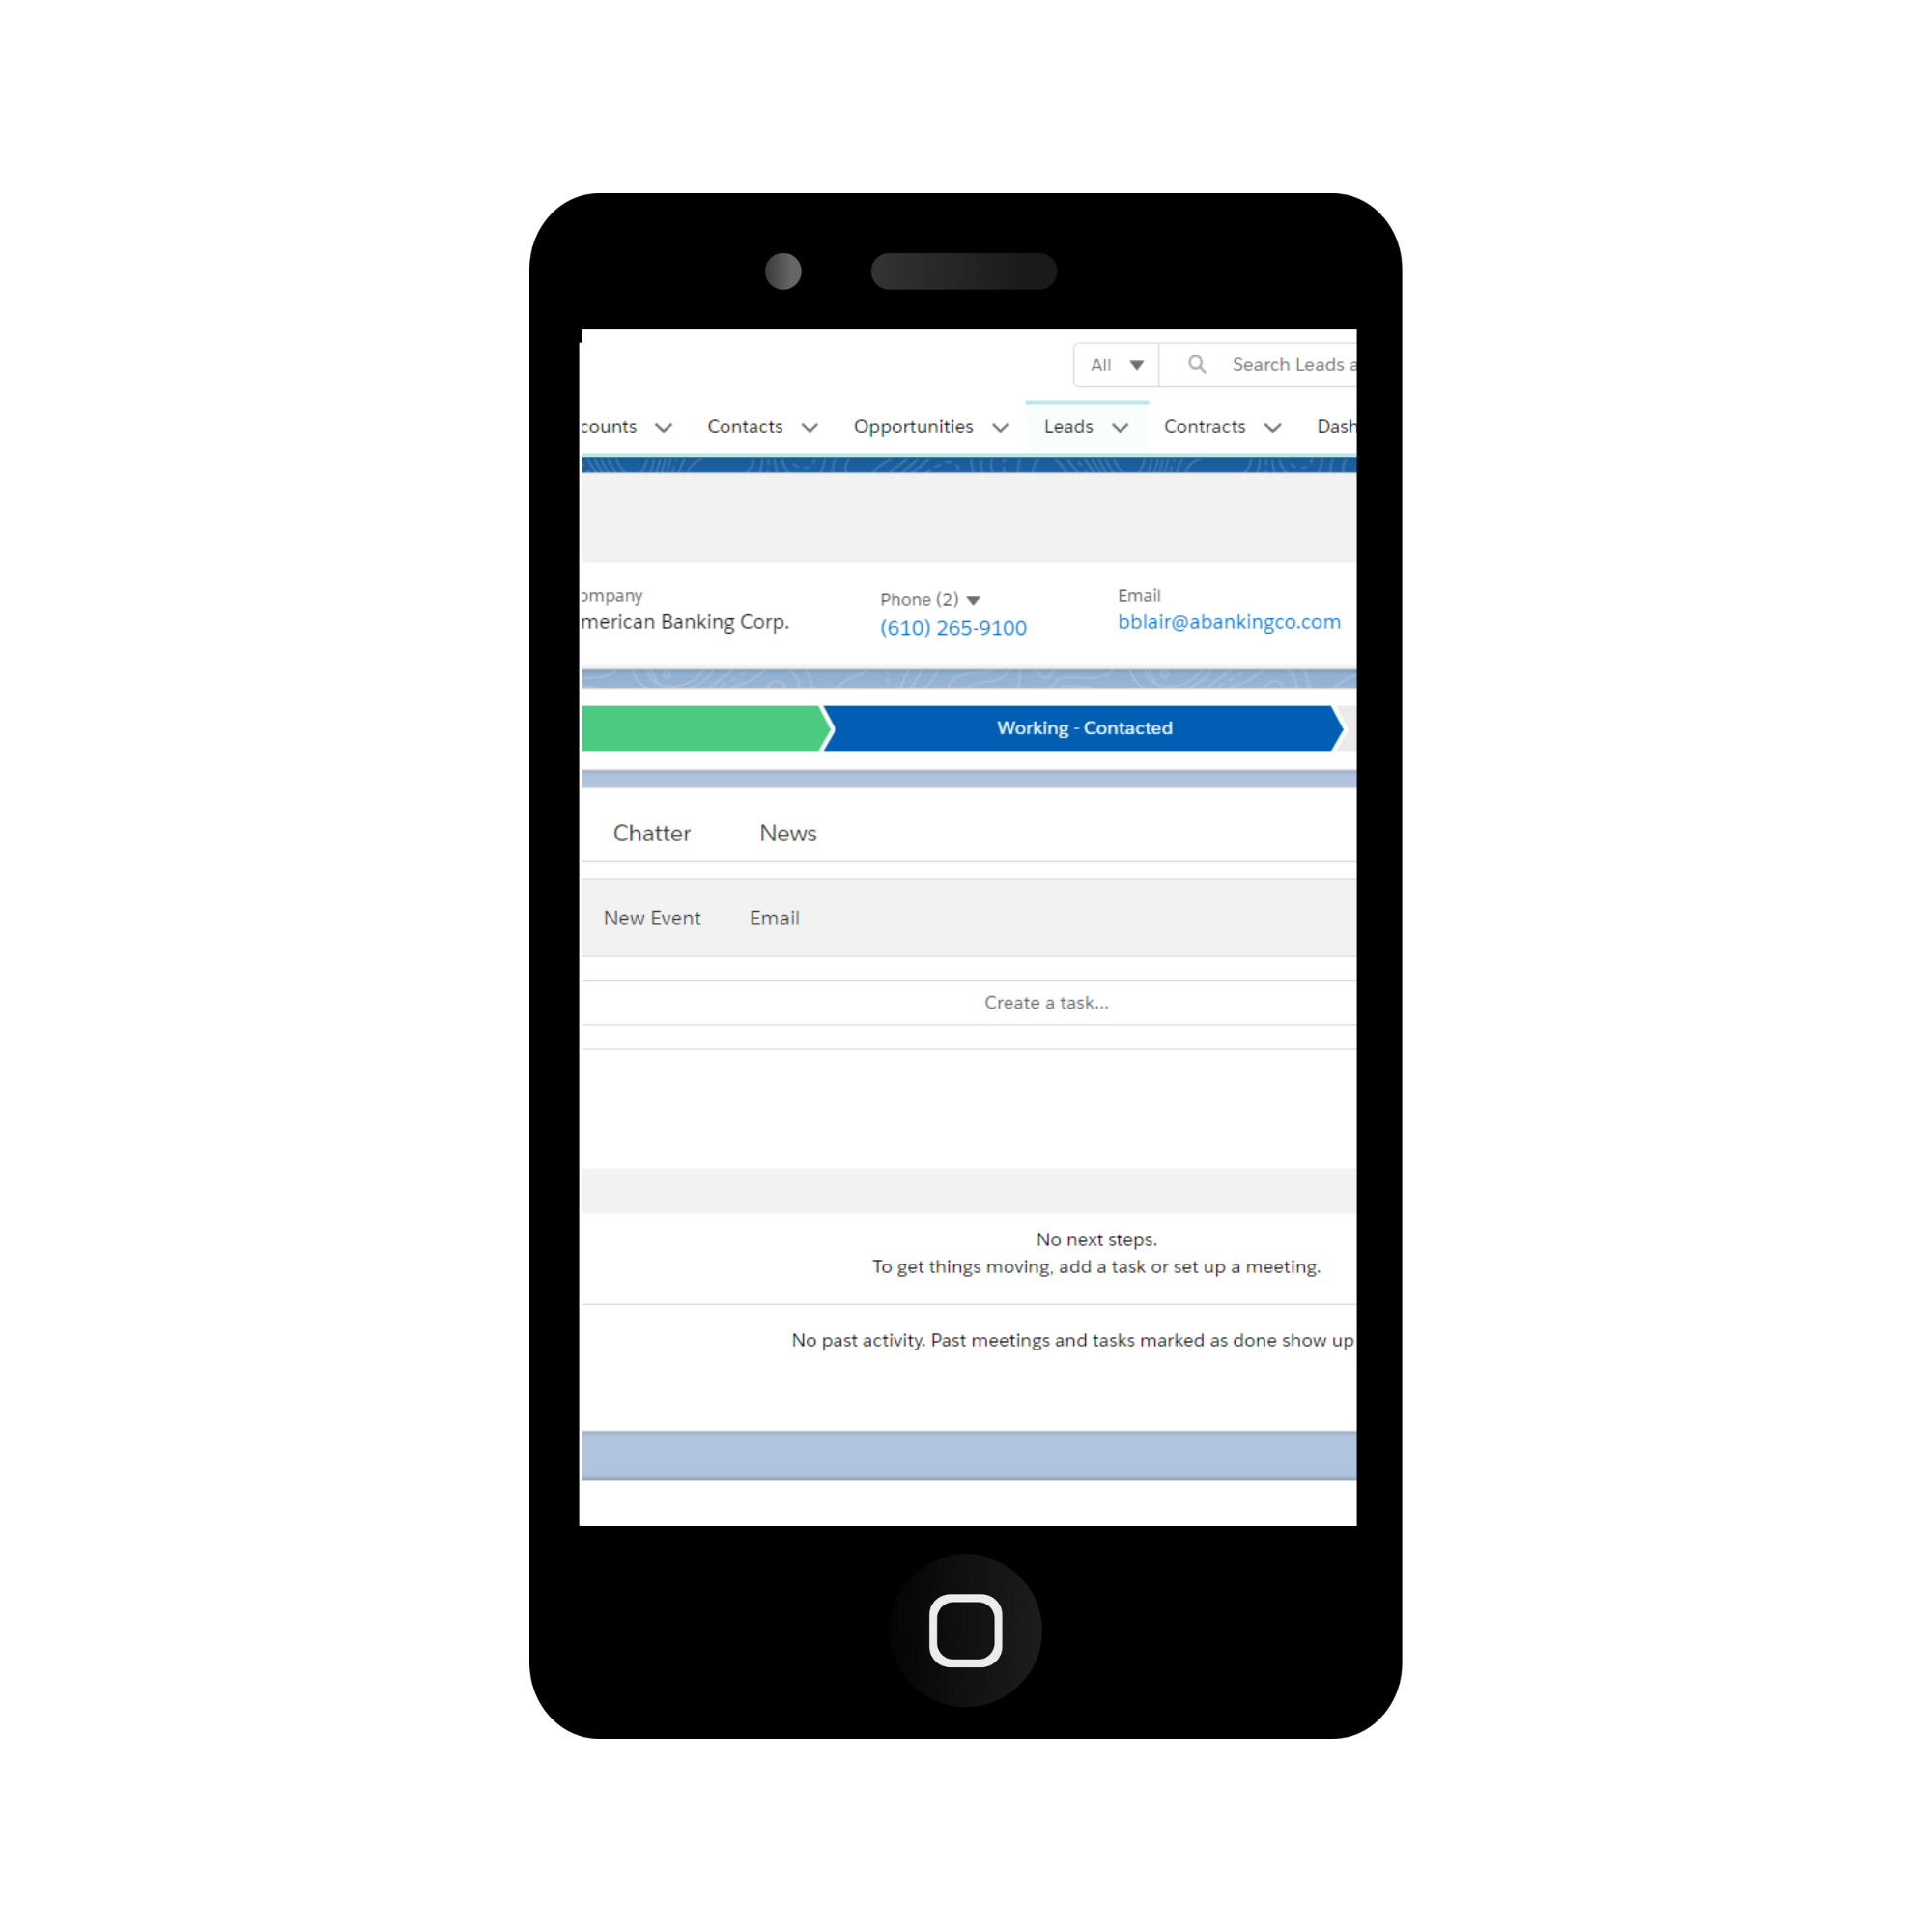 All Search Leads a
counts Contacts Opportunities Leads Contracts Dash
ompany Phone (2) Email
merican Banking Corp. (610) 265-9100 bblair@abankingco.com
Working - Contacted
Chatter News
New Event Email
Create a task...
No next steps.
To get things moving, add a task or set up a meeting.
No past activity. Past meetings and tasks marked as done show up